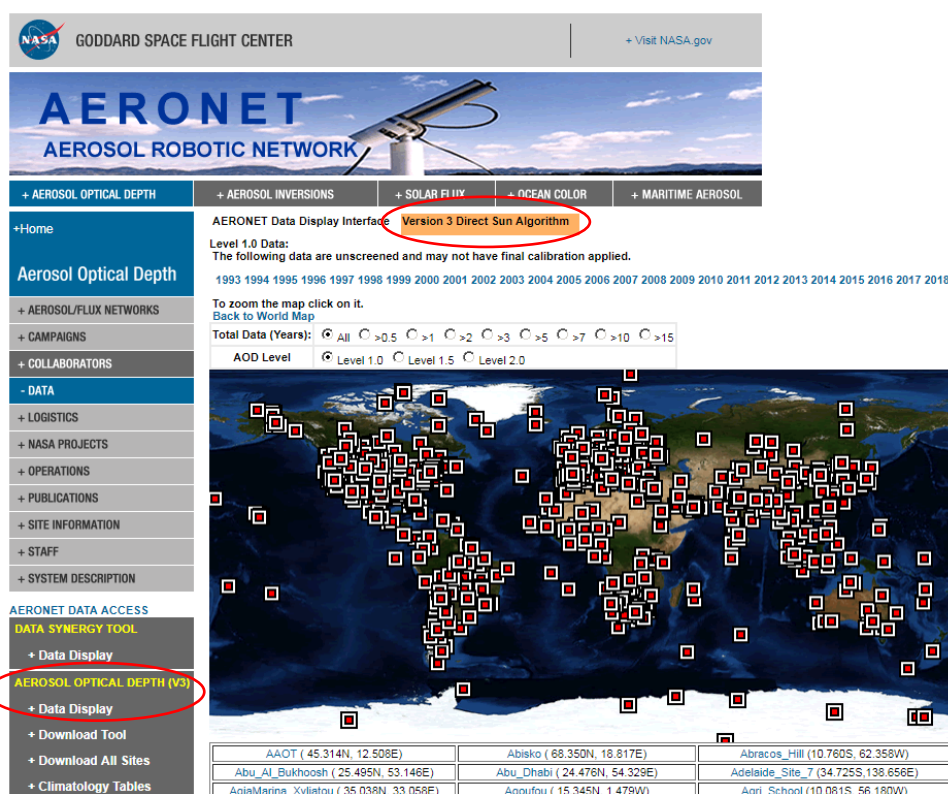 NASA
GODDARD SPACE FLIGHT CENTER
+ Visit NASA.gov
AERONET
AEROSOL ROBOTIC NETWORK
+ AEROSOL OPTICAL DEPTH
+ AEROSOL INVERSIONS
+ SOLAR FLUX
+ OCEAN COLOR
+ MARITIME AEROSOL
+Home
Aerosol Optical Depth
+ AEROSOL/FLUX NETWORKS
+ CAMPAIGNS
+ COLLABORATORS
- DATA
+ LOGISTICS
+ NASA PROJECTS
+ OPERATIONS
+ PUBLICATIONS
+ SITE INFORMATION
+ STAFF
+ SYSTEM DESCRIPTION
AERONET DATA ACCESS
DATA SYNERGY TOOL
+ Data Display
AEROSOL OPTICAL DEPTH (V3)
+ Data Display
+ Download Tool
+ Download All Sites
+ Climatology Tables
AERONET Data Display Interface Version 3 Direct Sun Algorithm
Level 1.0 Data:
The following data are unscreened and may not have final calibration applied.
1993 1994 1995 1996 1997 1998 1999 2000 2001 2002 2003 2004 2005 2006 2007 2008 2009 2010 2011 2012 2013 2014 2015 2016 2017 2018
To zoom the map click on it.
Back to World Map
Total Data (Years): All >0.5 >1 >2 >3 >5 >7 >10 >15
AOD Level Level 1.0 Level 1.5 Level 2.0
AAOT ( 45.314N, 12.508E) Abisko ( 68.350N, 18.817E) Abracos_Hill (10.760S, 62.358W)
Abu_Al_Bukhoosh ( 25.495N, 53.146E) Abu_Dhabi ( 24.476N, 54.329E) Adelaide_Site_7 (34.725S,138.656E)
AgiaMarina_Xyliatou ( 35.038N, 33.058E) Agoufou ( 15.345N, 1.479W) Agri_School (10.081S, 56.180W)